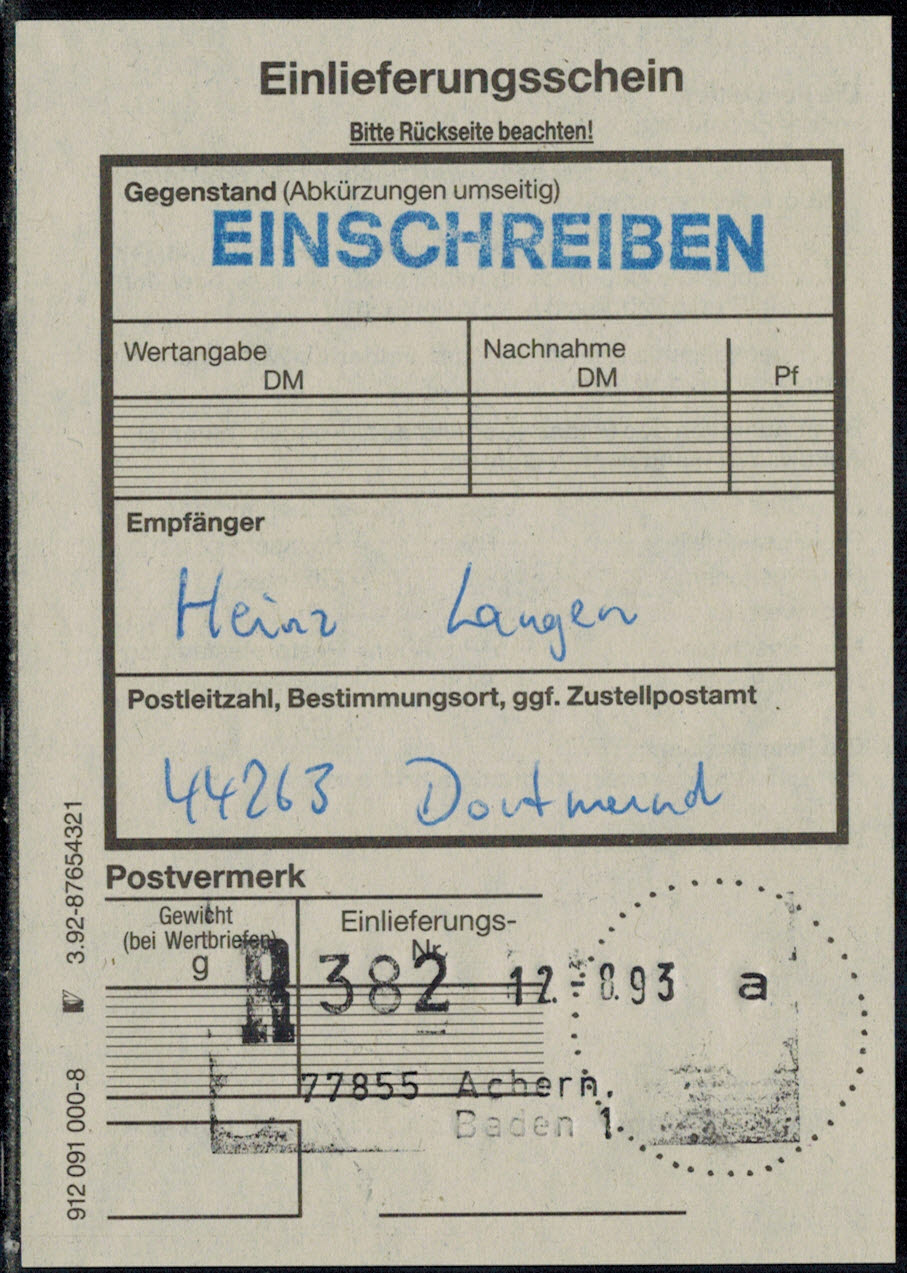 Einlieferungsschein
Bitte Rückseite beachten!
Gegenstand (Abkürzungen umseitig)
EINSCHREIBEN
Wertangabe
DM
Nachnahme
DM
Pf
Empfänger
Heinz Langen
Postleitzahl, Bestimmungsort, ggf. Zustellpostamt
44263 Dortmund
Postvermerk
Gewicht
(bei Wertbriefen)
g
Einlieferungs-
Nr.
R 382 12.-8.93 a
77855 Achern,
Baden 1
3.92-87654321
912 091 000-8